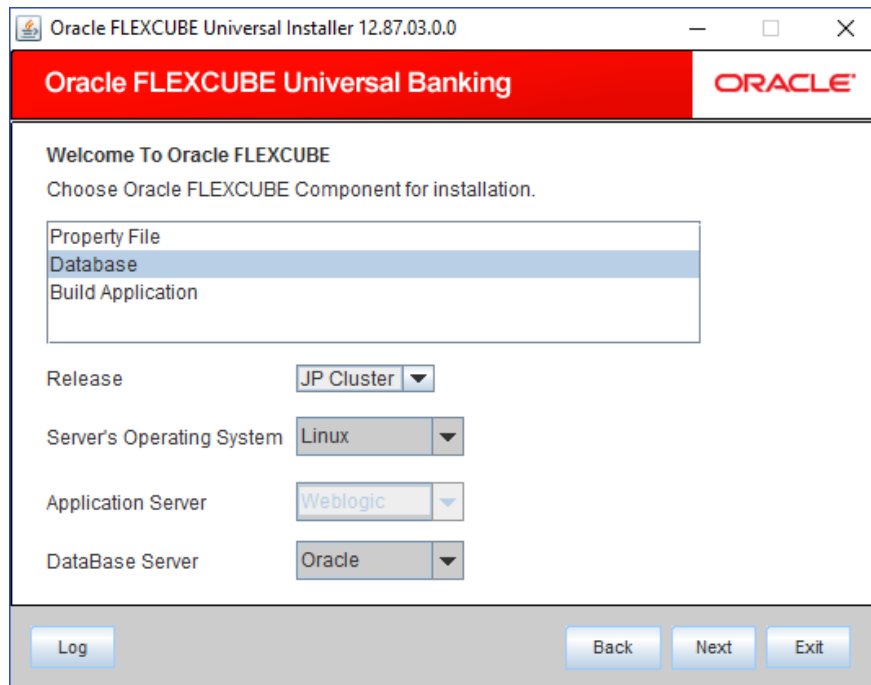 Oracle FLEXCUBE Universal Installer 12.87.03.0.0
Oracle FLEXCUBE Universal Banking
ORACLE
Welcome To Oracle FLEXCUBE
Choose Oracle FLEXCUBE Component for installation.
Property File
Database
Build Application
Release JP Cluster
Server's Operating System Linux
Application Server Weblogic
DataBase Server Oracle
Log Back Next Exit